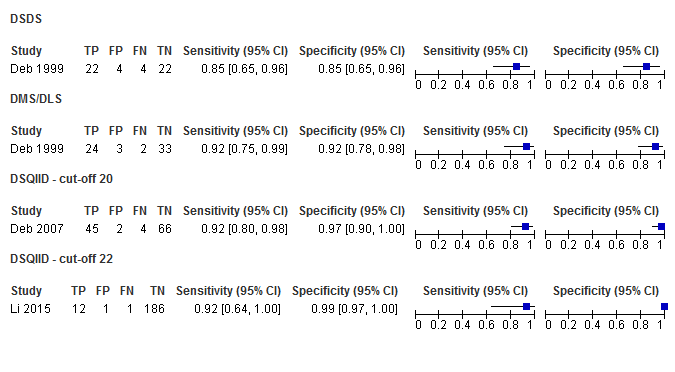 DSDS
Study TP FP FN TN Sensitivity (95% CI) Specificity (95% CI) Sensitivity (95% CI) Specificity (95% CI)
Deb 1999 22 4 4 22 0.85 [0.65, 0.96] 0.85 [0.65, 0.96]
0 0.2 0.4 0.6 0.8 1 0 0.2 0.4 0.6 0.8 1
DMS/DLS
Study TP FP FN TN Sensitivity (95% CI) Specificity (95% CI) Sensitivity (95% CI) Specificity (95% CI)
Deb 1999 24 3 2 33 0.92 [0.75, 0.99] 0.92 [0.78, 0.98]
0 0.2 0.4 0.6 0.8 1 0 0.2 0.4 0.6 0.8 1
DSQIID - cut-off 20
Study TP FP FN TN Sensitivity (95% CI) Specificity (95% CI) Sensitivity (95% CI) Specificity (95% CI)
Deb 2007 45 2 4 66 0.92 [0.80, 0.98] 0.97 [0.90, 1.00]
0 0.2 0.4 0.6 0.8 1 0 0.2 0.4 0.6 0.8 1
DSQIID - cut-off 22
Study TP FP FN TN Sensitivity (95% CI) Specificity (95% CI) Sensitivity (95% CI) Specificity (95% CI)
Li 2015 12 1 1 186 0.92 [0.64, 1.00] 0.99 [0.97, 1.00]
0 0.2 0.4 0.6 0.8 1 0 0.2 0.4 0.6 0.8 1